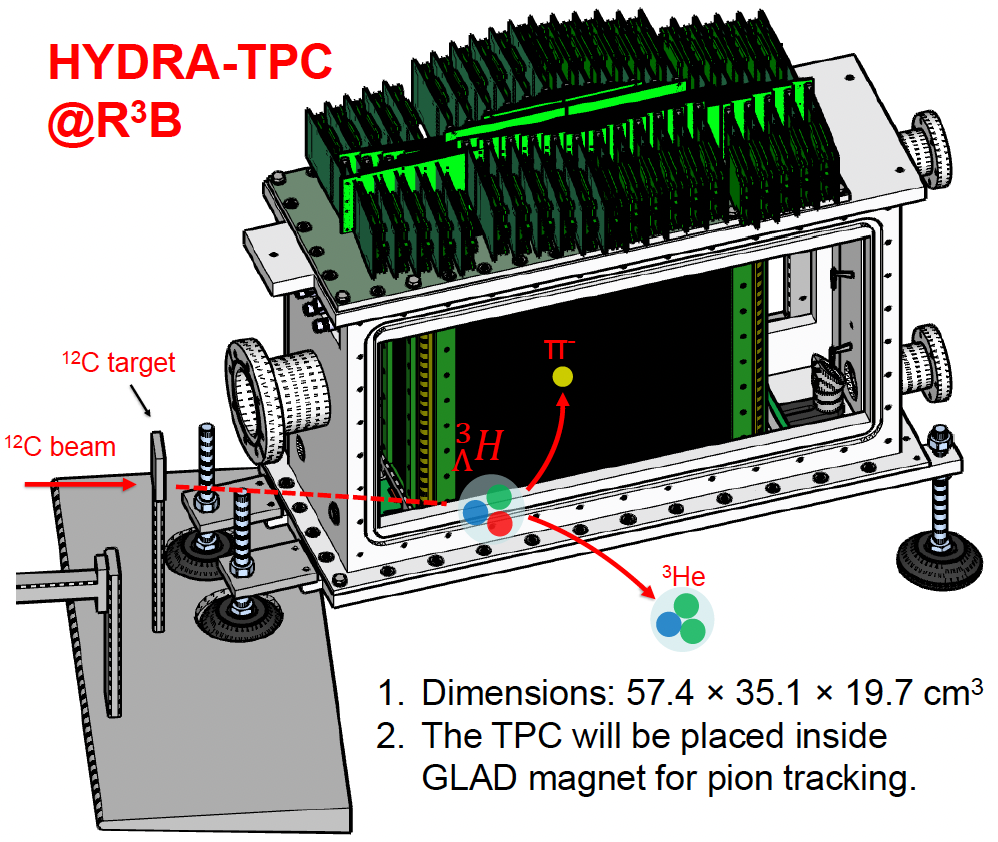 HYDRA-TPC
@R³B
¹²C target
¹²C beam
π⁻
³ΛH
³He
1. Dimensions: 57.4 × 35.1 × 19.7 cm³
2. The TPC will be placed inside
GLAD magnet for pion tracking.